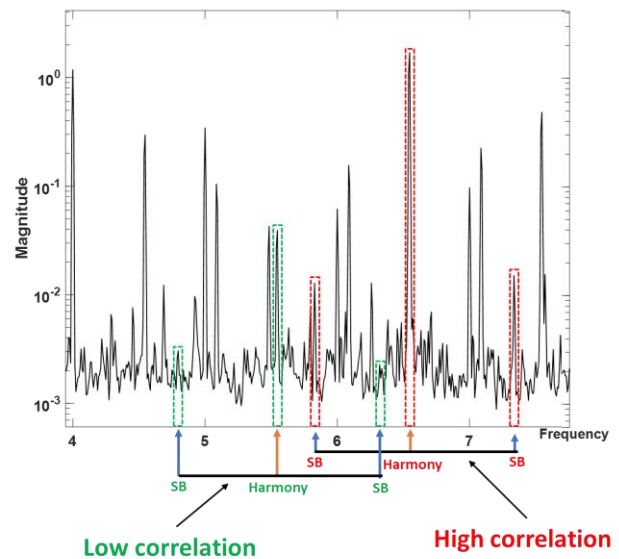 10⁰
10⁻¹
10⁻²
10⁻³
Magnitude
4 5 6 7 Frequency
SB Harmony SB
SB Harmony SB
Low correlation
High correlation